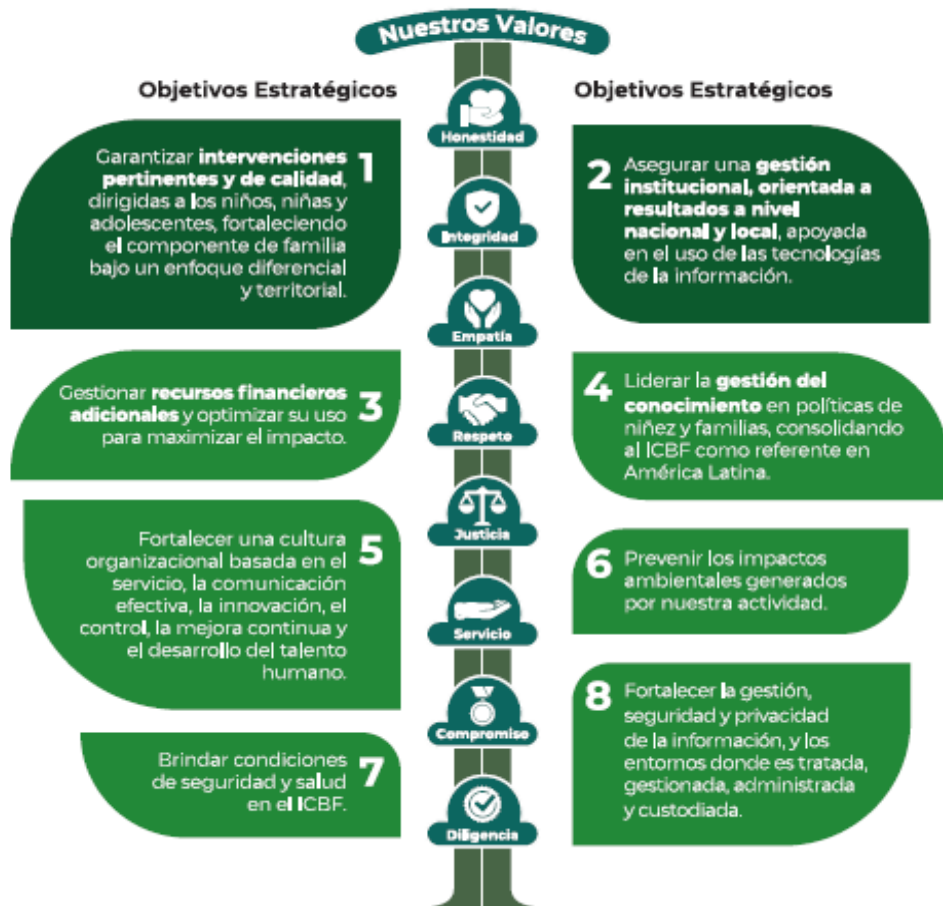 Nuestros Valores
Objetivos Estratégicos
Objetivos Estratégicos
Honestidad
Integridad
Empatía
Respeto
Justicia
Servicio
Compromiso
Diligencia
1
Garantizar intervenciones
pertinentes y de calidad,
dirigidas a los niños, niñas y
adolescentes, fortaleciendo
el componente de familia
bajo un enfoque diferencial
y territorial.
2
Asegurar una gestión
institucional, orientada a
resultados a nivel
nacional y local, apoyada
en el uso de las tecnologías
de la información.
3
Gestionar recursos financieros
adicionales y optimizar su uso
para maximizar el impacto.
4
Liderar la gestión del
conocimiento en políticas de
niñez y familias, consolidando
al ICBF como referente en
América Latina.
5
Fortalecer una cultura
organizacional basada en el
servicio, la comunicación
efectiva, la innovación, el
control, la mejora continua y
el desarrollo del talento
humano.
6
Prevenir los impactos
ambientales generados
por nuestra actividad.
7
Brindar condiciones
de seguridad y salud
en el ICBF.
8
Fortalecer la gestión,
seguridad y privacidad
de la información, y los
entornos donde es tratada,
gestionada, administrada
y custodiada.